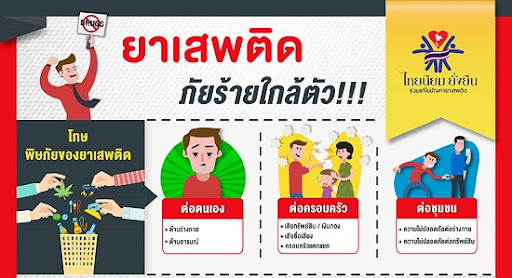 DRUGS
ยาเสพติด
ภัยร้ายใกล้ตัว!!!
ไทยนิยม ยั่งยืน
ร่วมแก้ไขปัญหายาเสพติด
โทษ
พิษภัยของยาเสพติด
ต่อตนเอง
• ด้านร่างกาย
• ด้านอารมณ์
ต่อครอบครัว
• เสียทรัพย์สิน / เงินทอง
• เสียชื่อเสียง
• ครอบครัวแตกแยก
ต่อชุมชน
• ความไม่ปลอดภัยต่อร่างกาย
• ความไม่ปลอดภัยต่อทรัพย์สิน